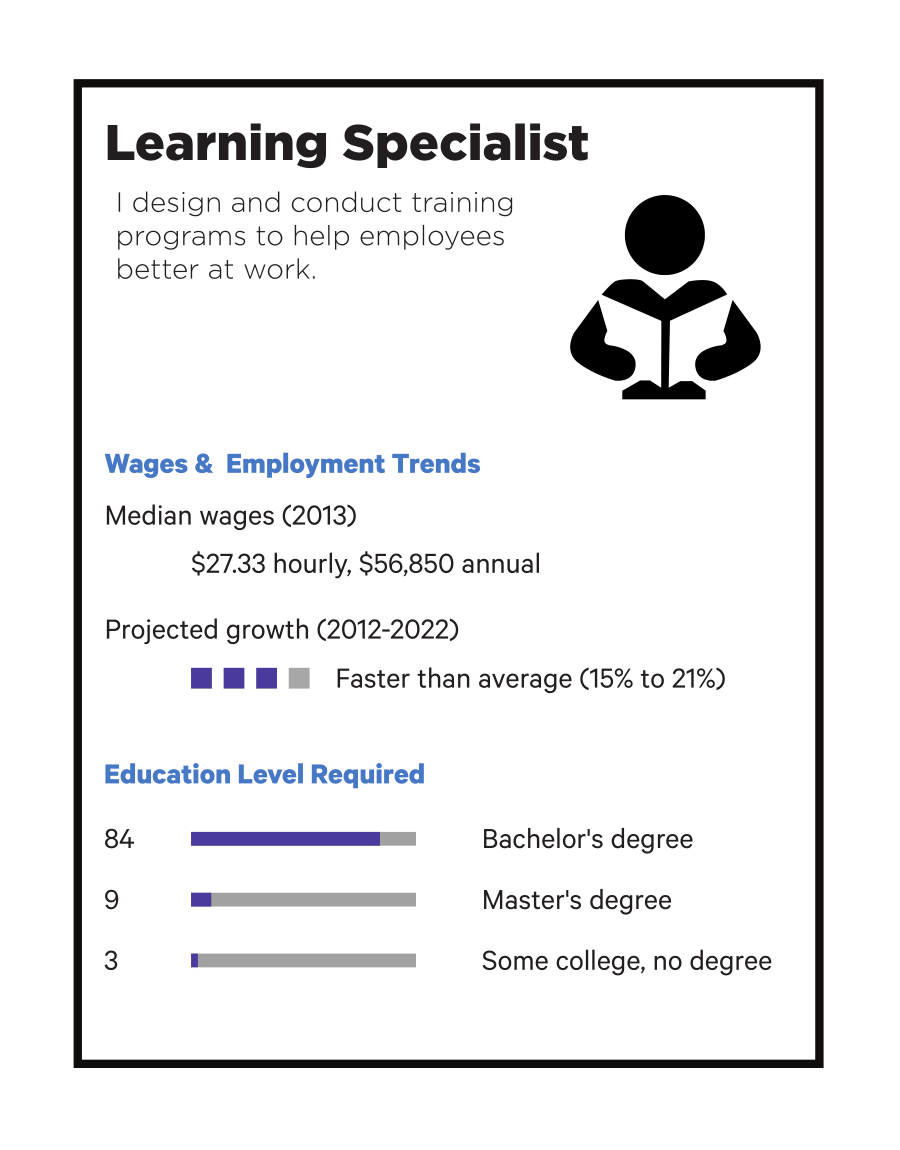 Learning Specialist
I design and conduct training
programs to help employees
better at work.
Wages &  Employment Trends
Median wages (2013)
$27.33 hourly, $56,850 annual
Projected growth (2012-2022)
Faster than average (15% to 21%)
Education Level Required
84 Bachelor's degree
9 Master's degree
3 Some college, no degree